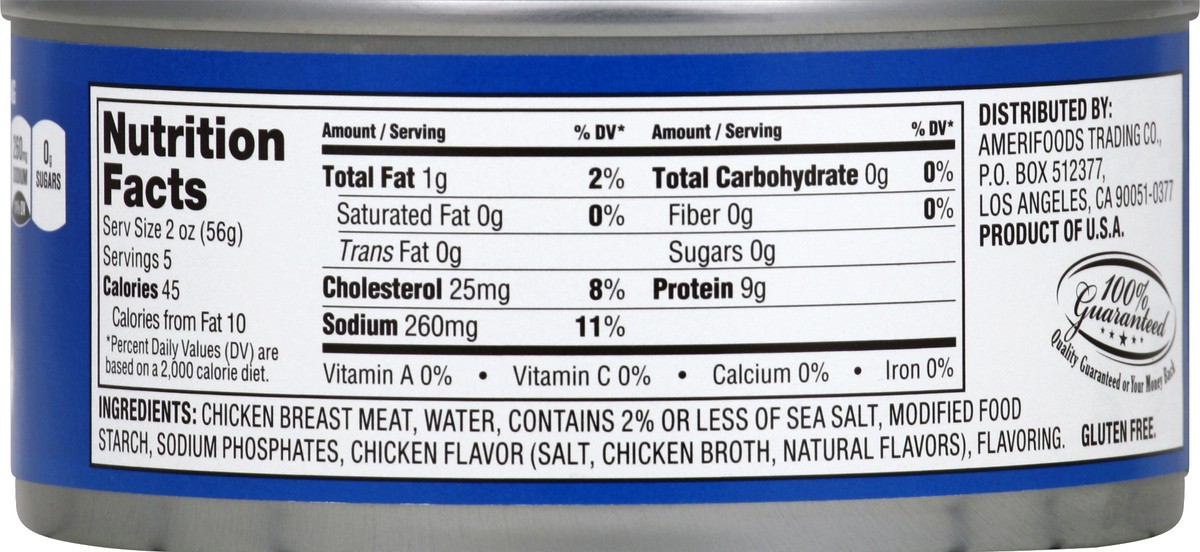 260mg
SODIUM
11% DV
0g
SUGARS
Nutrition
Facts
Serv Size 2 oz (56g)
Servings 5
Calories 45
Calories from Fat 10
*Percent Daily Values (DV) are
based on a 2,000 calorie diet.
Amount / Serving % DV* Amount / Serving % DV*
Total Fat 1g 2% Total Carbohydrate 0g 0%
Saturated Fat 0g 0% Fiber 0g 0%
Trans Fat 0g Sugars 0g
Cholesterol 25mg 8% Protein 9g
Sodium 260mg 11%
Vitamin A 0% • Vitamin C 0% • Calcium 0% • Iron 0%
INGREDIENTS: CHICKEN BREAST MEAT, WATER, CONTAINS 2% OR LESS OF SEA SALT, MODIFIED FOOD
STARCH, SODIUM PHOSPHATES, CHICKEN FLAVOR (SALT, CHICKEN BROTH, NATURAL FLAVORS), FLAVORING. GLUTEN FREE.
DISTRIBUTED BY:
AMERIFOODS TRADING CO.,
P.O. BOX 512377,
LOS ANGELES, CA 90051-0377
PRODUCT OF U.S.A.
100%
Guaranteed
Quality Guaranteed or Your Money Back